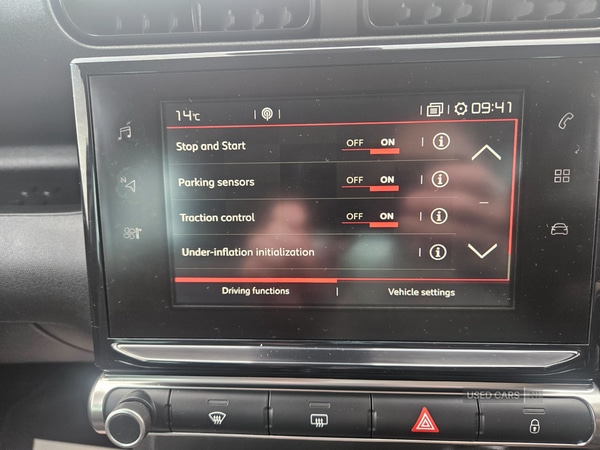 14°C 09:41
Stop and Start OFF ON i
Parking sensors OFF ON i
Traction control OFF ON i
Under-inflation initialization i
Driving functions Vehicle settings
N
USED CARS NI